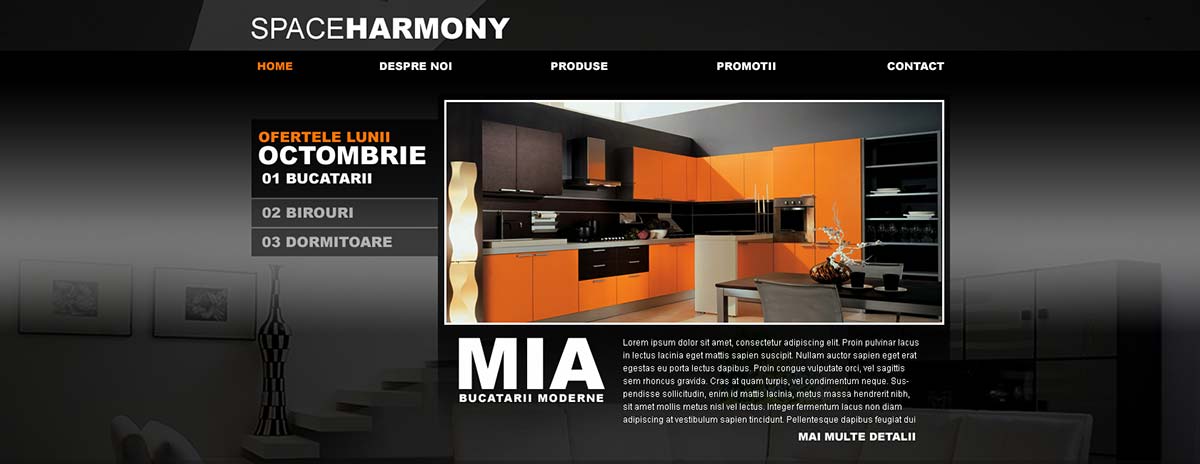 SPACEHARMONY
HOME DESPRE NOI PRODUSE PROMOTII CONTACT
OFERTELE LUNII
OCTOMBRIE
01 BUCATARII
02 BIROURI
03 DORMITOARE
MIA
BUCATARII MODERNE
Lorem ipsum dolor sit amet, consectetur adipiscing elit. Proin pulvinar lacus
in lectus lacinia eget mattis sapien suscipit. Nullam auctor sapien eget erat
egestas eu porta lectus dapibus. Proin congue vulputate orci, vel sagittis
sem rhoncus gravida. Cras at quam turpis, vel condimentum neque. Sus-
pendisse sollicitudin, enim id mattis lacinia, metus massa hendrerit nibh,
sit amet mollis metus nisl vel lectus. Integer fermentum lacus non diam
adipiscing at vestibulum sapien tincidunt. Pellentesque dapibus feugiat dui
MAI MULTE DETALII